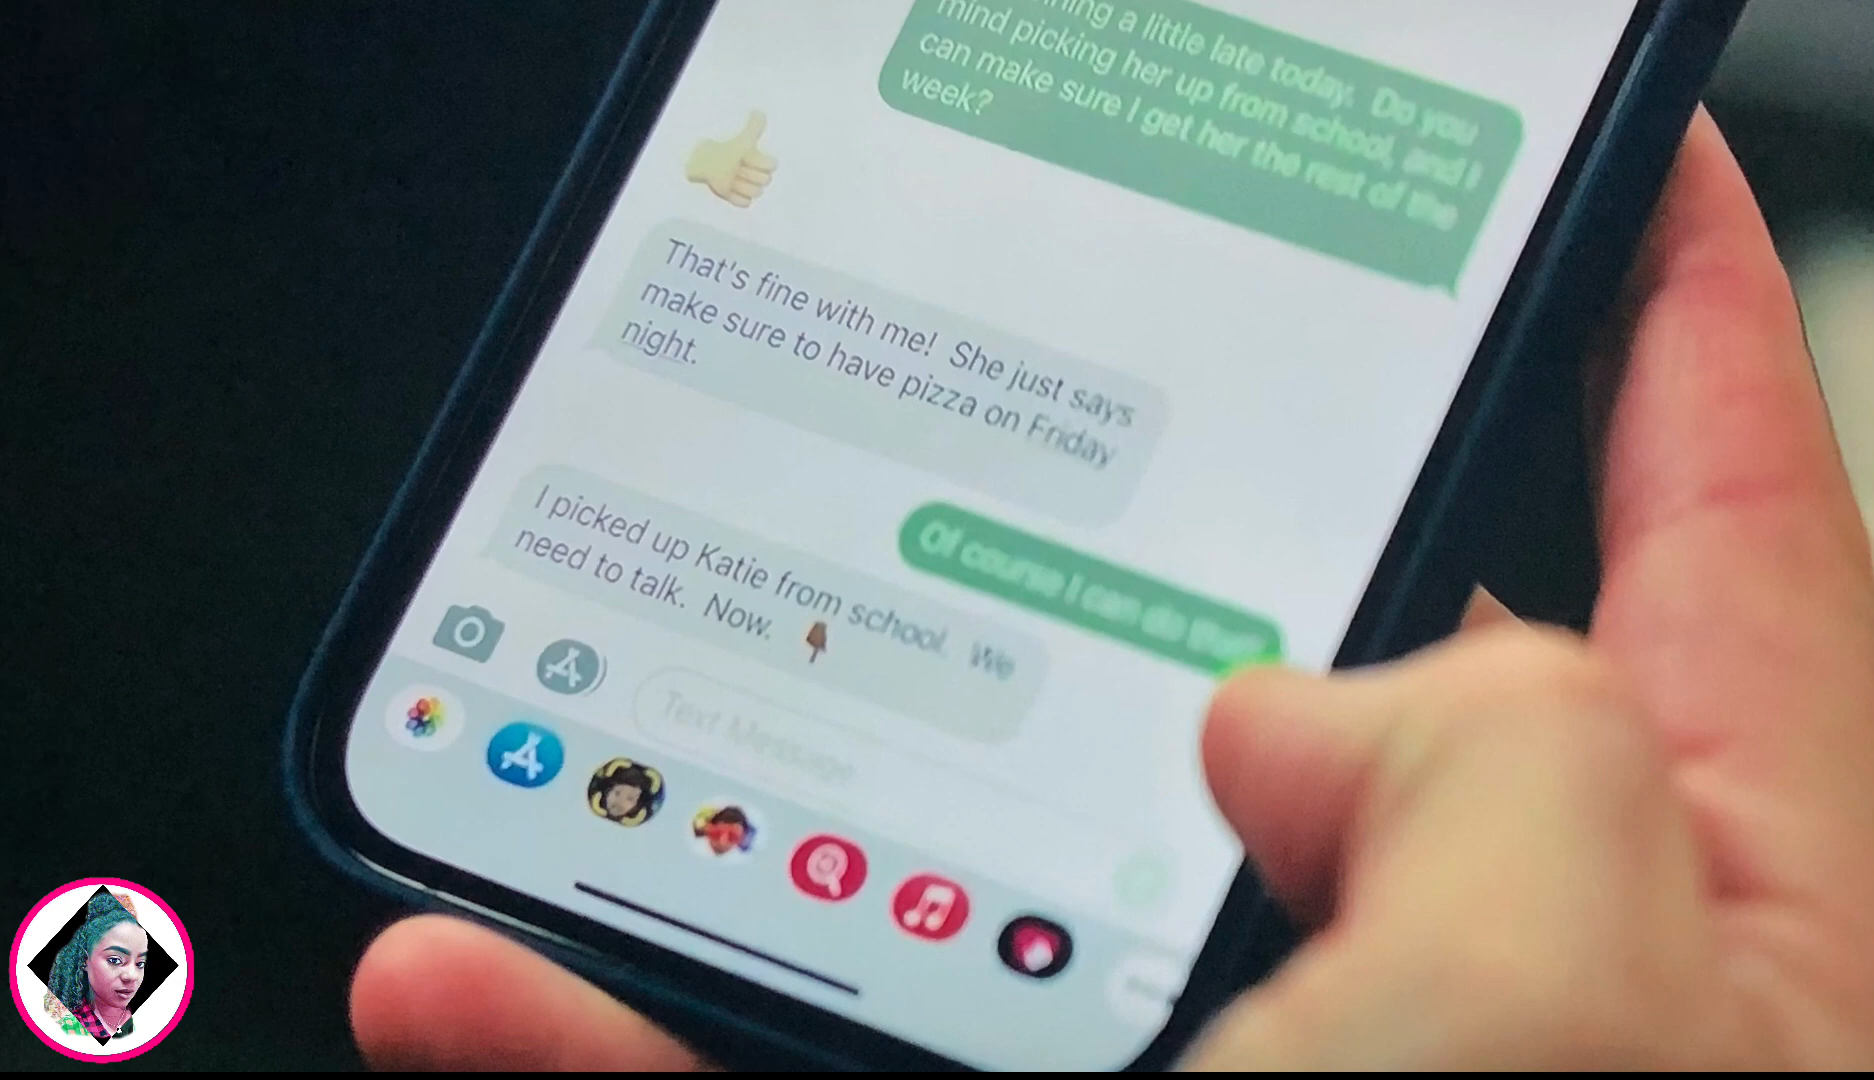 a little late today. Do you
mind picking her up from school, and I
can make sure I get her the rest of the
week?
👍
That's fine with me! She just says
make sure to have pizza on Friday
night.
Of course I can do that!
I picked up Katie from school. We
need to talk. Now. 👇
Text Message